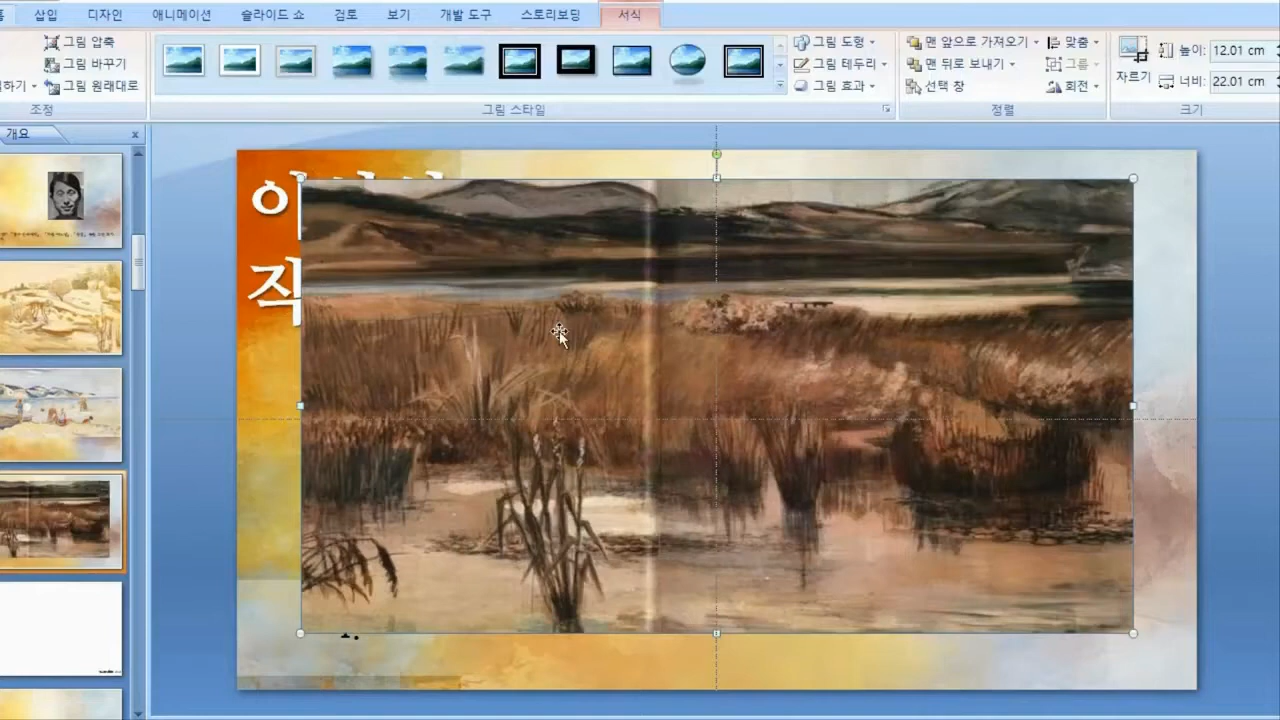 삽입 디자인 애니메이션 슬라이드 쇼 검토 보기 개발 도구 스토리보딩 서식
그림 압축
그림 바꾸기
그림 원래대로
조정
그림 도형
그림 테두리
그림 효과
그림 스타일
맨 앞으로 가져오기
맨 뒤로 보내기
선택 창
맞춤
그룹
회전
정렬
자르기
높이: 12.01 cm
너비: 22.01 cm
크기
개요
작